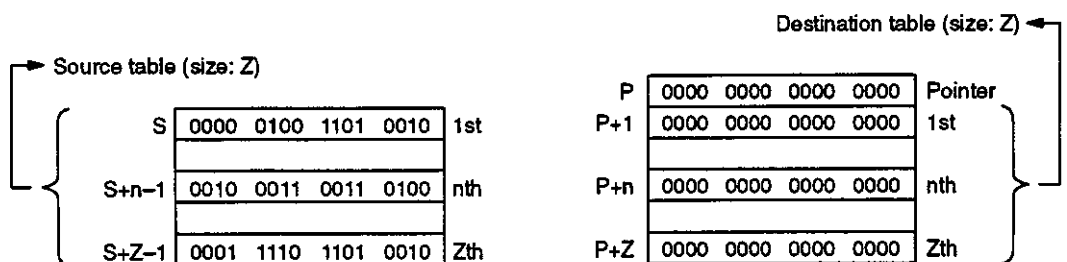 Destination table (size: Z)
Source table (size: Z)
P 0000 0000 0000 0000 Pointer
S 0000 0100 1101 0010 1st
P+1 0000 0000 0000 0000 1st
S+n–1 0010 0011 0011 0100 nth
P+n 0000 0000 0000 0000 nth
S+Z–1 0001 1110 1101 0010 Zth
P+Z 0000 0000 0000 0000 Zth